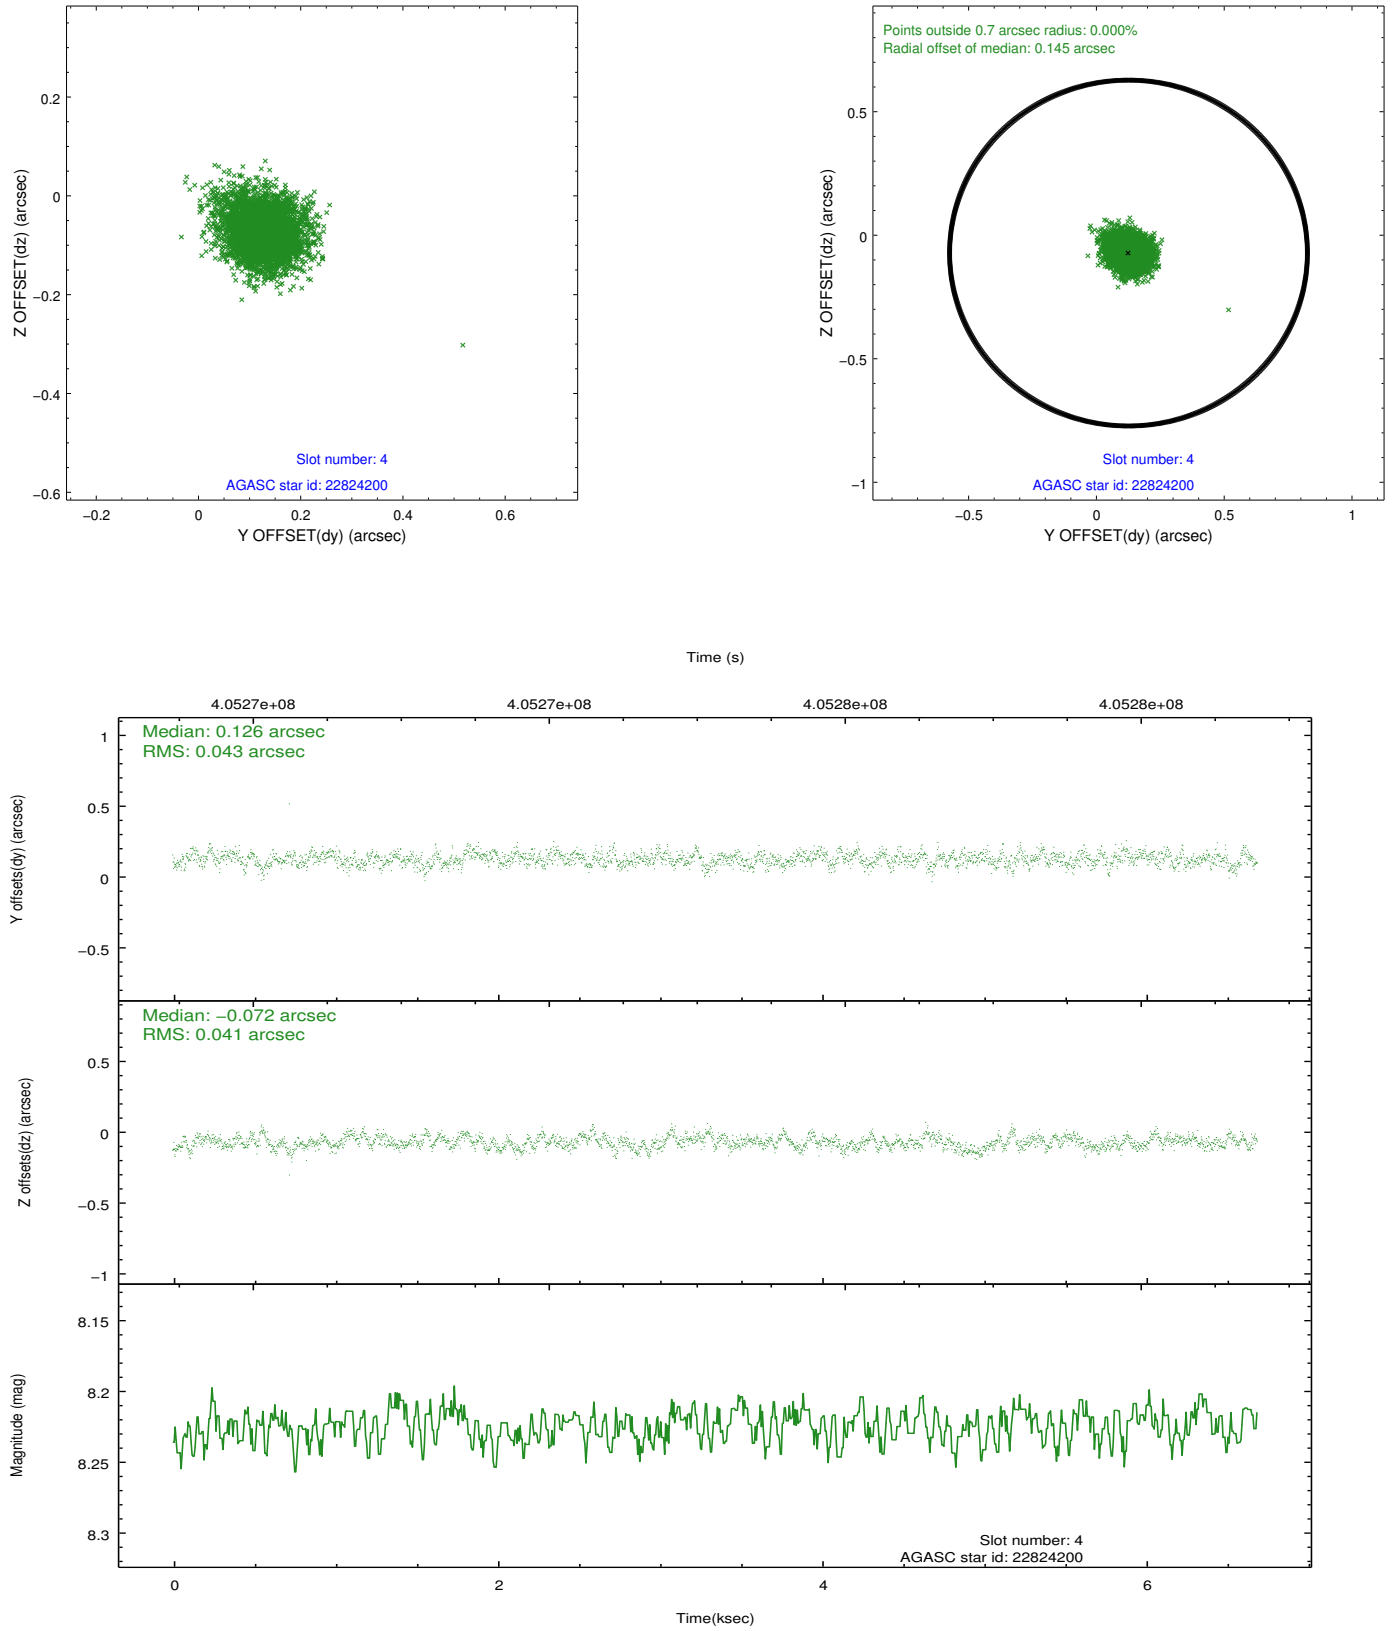 0.2
0
−0.2
−0.4
−0.6
Z OFFSET(dz) (arcsec)
Slot number: 4
AGASC star id: 22824200
−0.2 0 0.2 0.4 0.6
Y OFFSET(dy) (arcsec)
Points outside 0.7 arcsec radius: 0.000%
Radial offset of median: 0.145 arcsec
0.5
0
−0.5
−1
Z OFFSET(dz) (arcsec)
Slot number: 4
AGASC star id: 22824200
−0.5 0 0.5 1
Y OFFSET(dy) (arcsec)
Time (s)
4.0527e+08 4.0527e+08 4.0528e+08 4.0528e+08
Median: 0.126 arcsec
RMS: 0.043 arcsec
1
0.5
0
−0.5
Y offsets(dy) (arcsec)
Median: −0.072 arcsec
RMS: 0.041 arcsec
0.5
0
−0.5
−1
Z offsets(dz) (arcsec)
8.15
8.2
8.25
8.3
Magnitude (mag)
Slot number: 4
AGASC star id: 22824200
0 2 4 6
Time(ksec)